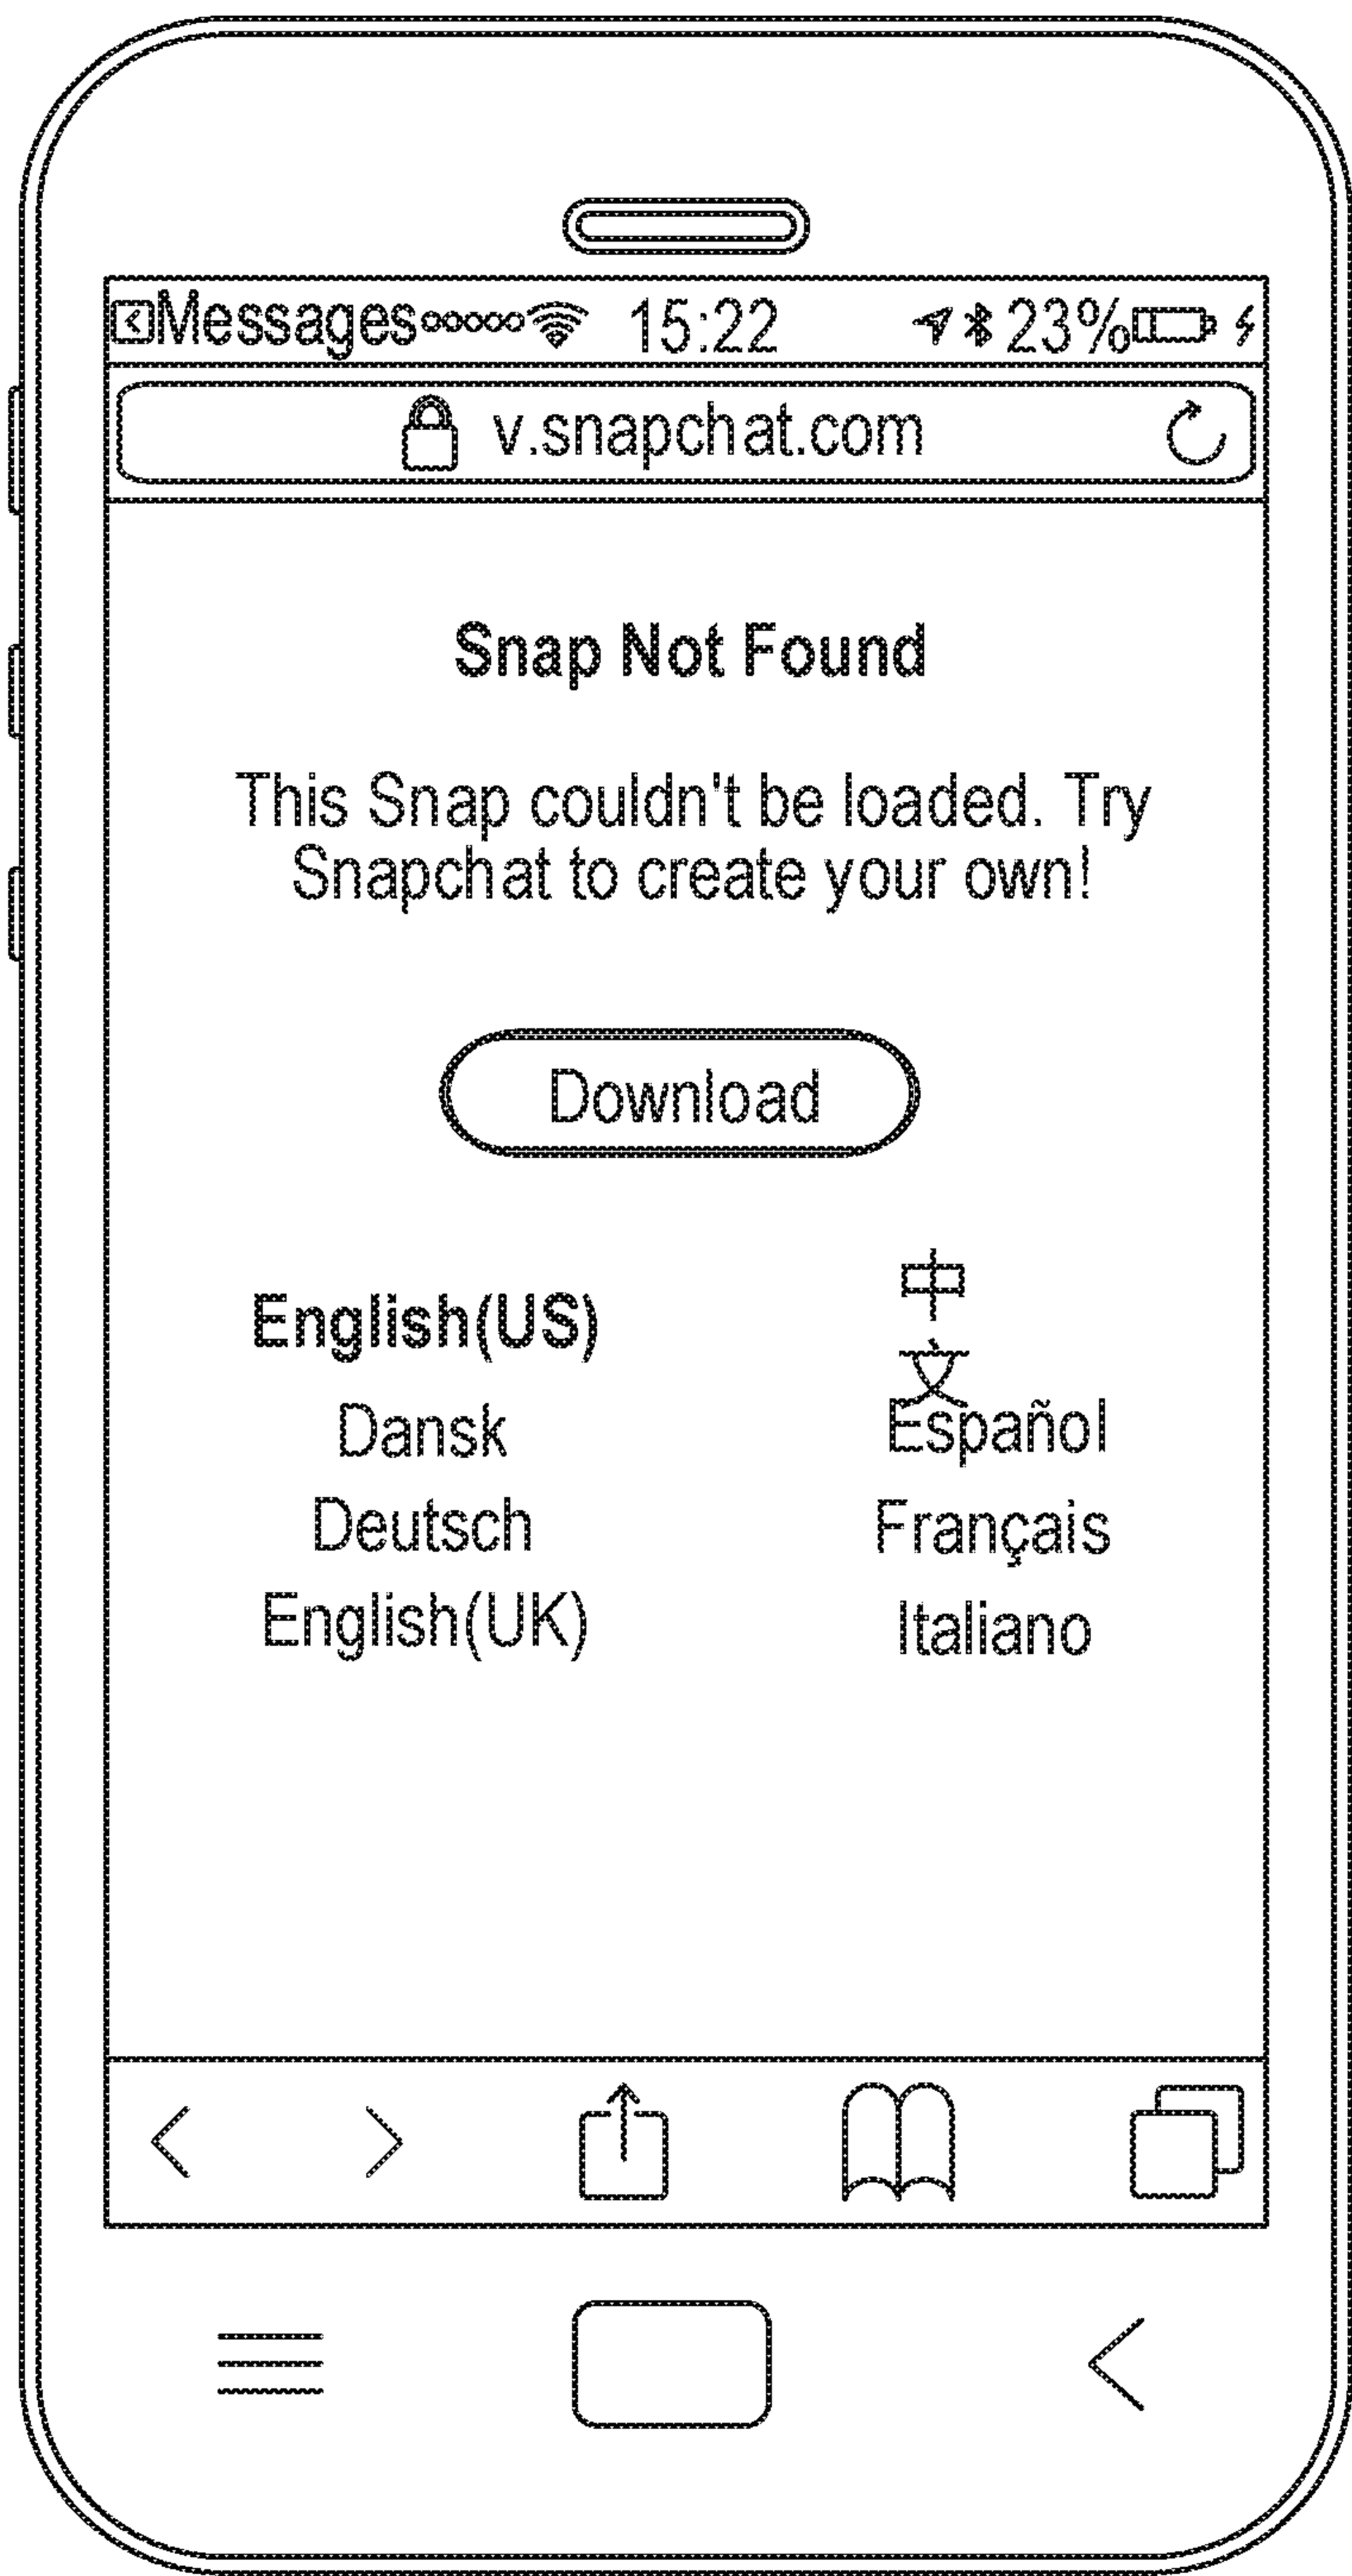 Messages 15:22 23%
v.snapchat.com
Snap Not Found
This Snap couldn't be loaded. Try
Snapchat to create your own!
Download
English(US)
中
文
Dansk
Español
Deutsch
Français
English(UK)
Italiano